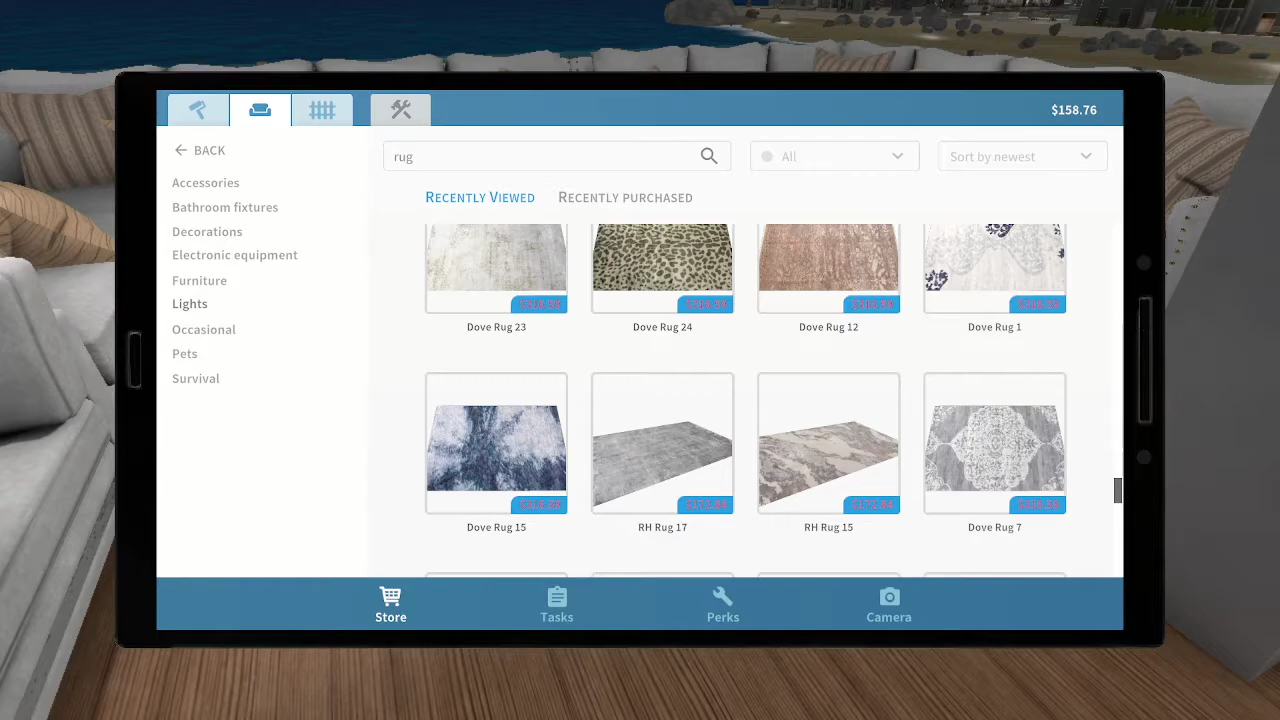 $158.76
BACK
Accessories
Bathroom fixtures
Decorations
Electronic equipment
Furniture
Lights
Occasional
Pets
Survival
rug
All
Sort by newest
RECENTLY VIEWED
RECENTLY PURCHASED
Dove Rug 23
Dove Rug 24
Dove Rug 12
Dove Rug 1
Dove Rug 15
RH Rug 17
RH Rug 15
Dove Rug 7
Store
Tasks
Perks
Camera